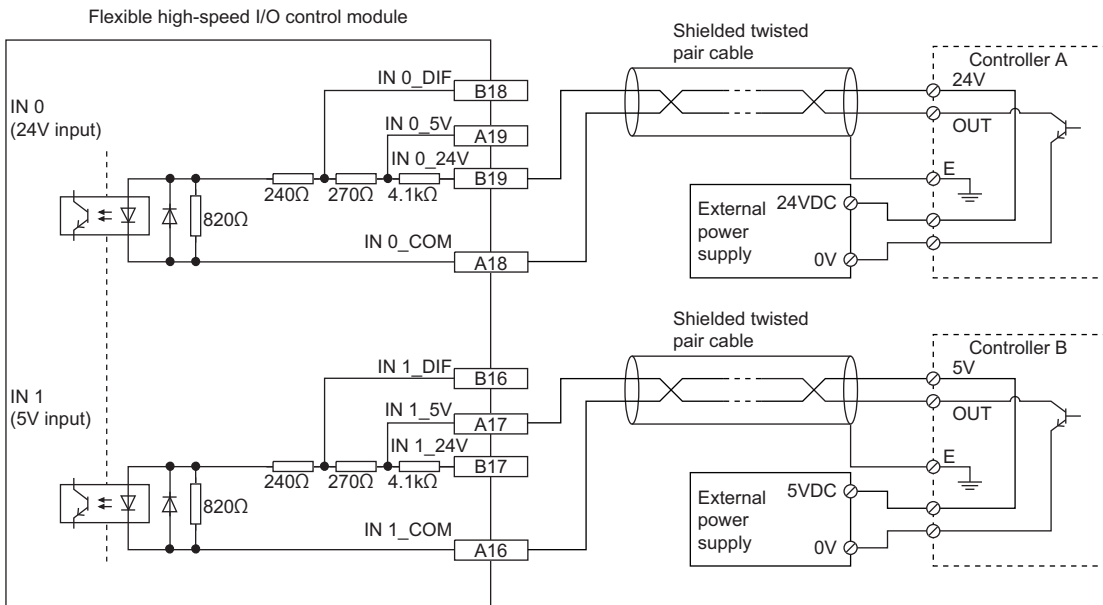 Flexible high-speed I/O control module
Shielded twisted
pair cable
Controller A
24V
OUT
E
IN 0
(24V input)
IN 0_DIF
B18
IN 0_5V
A19
IN 0_24V
B19
240Ω
270Ω
4.1kΩ
820Ω
IN 0_COM
A18
External
power
supply
24VDC
0V
Shielded twisted
pair cable
Controller B
5V
OUT
E
IN 1
(5V input)
IN 1_DIF
B16
IN 1_5V
A17
IN 1_24V
B17
240Ω
270Ω
4.1kΩ
820Ω
IN 1_COM
A16
External
power
supply
5VDC
0V